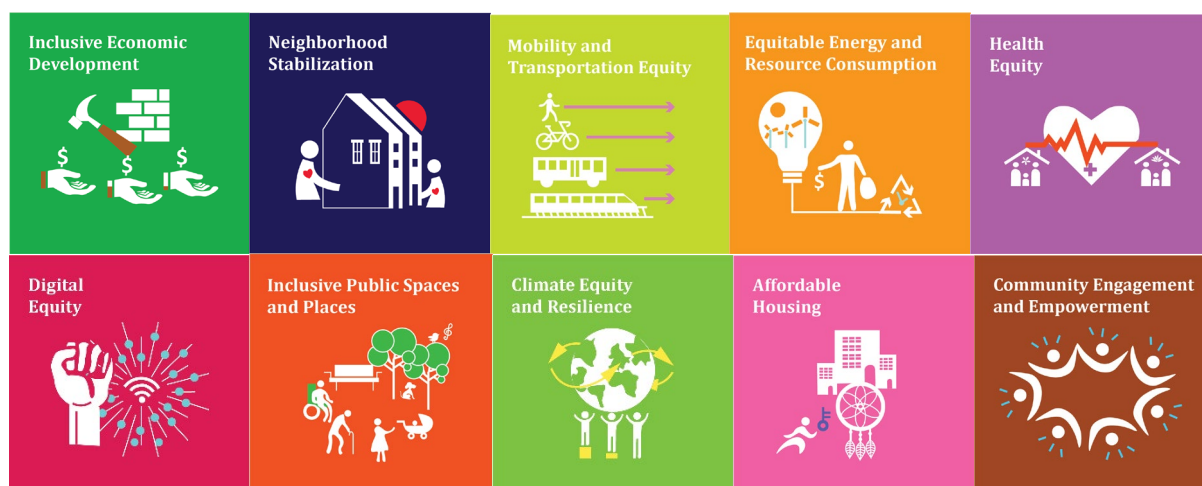 Inclusive Economic
Development
Neighborhood
Stabilization
Mobility and
Transportation Equity
Equitable Energy and
Resource Consumption
Health
Equity
$
$
$
$
Digital
Equity
Inclusive Public Spaces
and Places
Climate Equity
and Resilience
Affordable
Housing
Community Engagement
and Empowerment